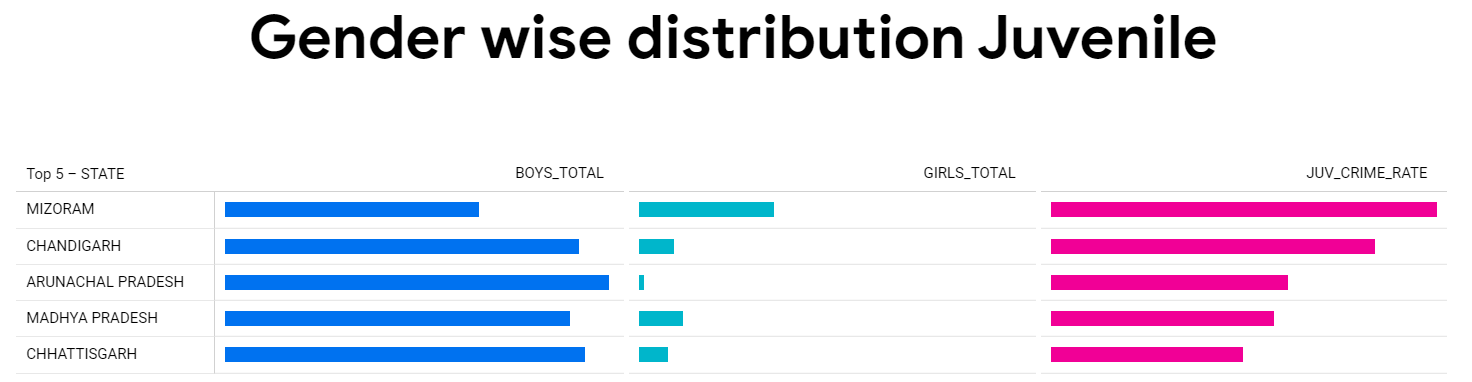 Gender wise distribution Juvenile
Top 5 – STATE BOYS_TOTAL GIRLS_TOTAL JUV_CRIME_RATE
MIZORAM
CHANDIGARH
ARUNACHAL PRADESH
MADHYA PRADESH
CHHATTISGARH